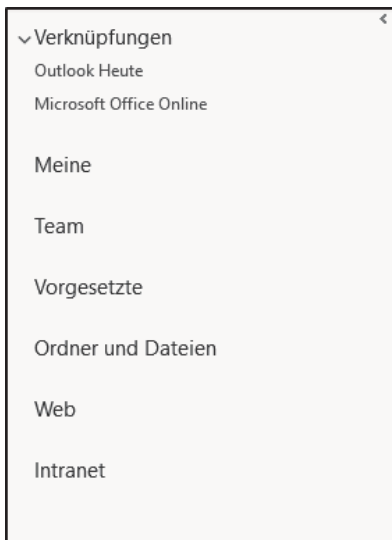 Verknüpfungen
Outlook Heute
Microsoft Office Online
Meine
Team
Vorgesetzte
Ordner und Dateien
Web
Intranet